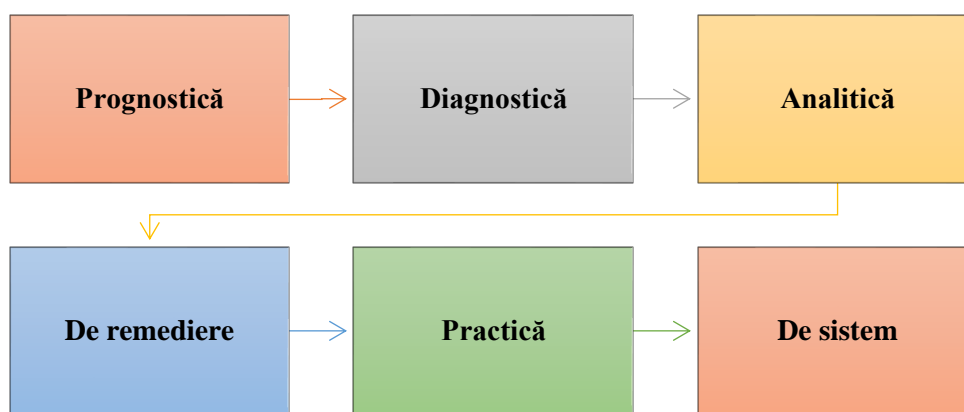 Prognostică
Diagnostică
Analitică
De remediere
Practică
De sistem